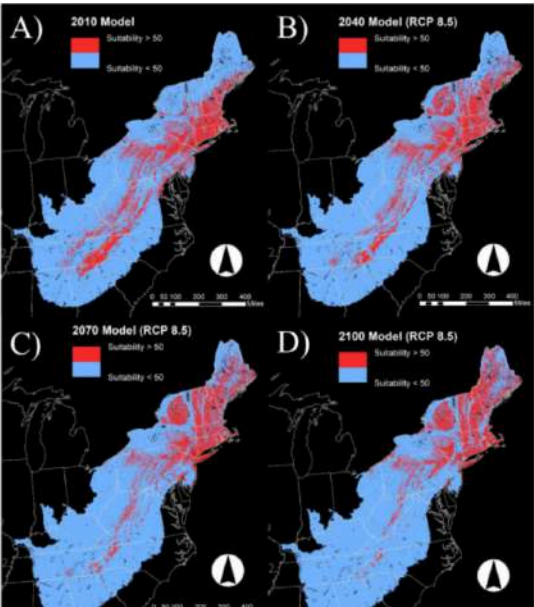 A)
2010 Model
Suitability > 50
Suitability < 50
0 50 100 200 300 400
Miles
B)
2040 Model (RCP 8.5)
Suitability > 50
Suitability < 50
0 50 100 200 300 400
Miles
C)
2070 Model (RCP 8.5)
Suitability > 50
Suitability < 50
D)
2100 Model (RCP 8.5)
Suitability > 50
Suitability < 50